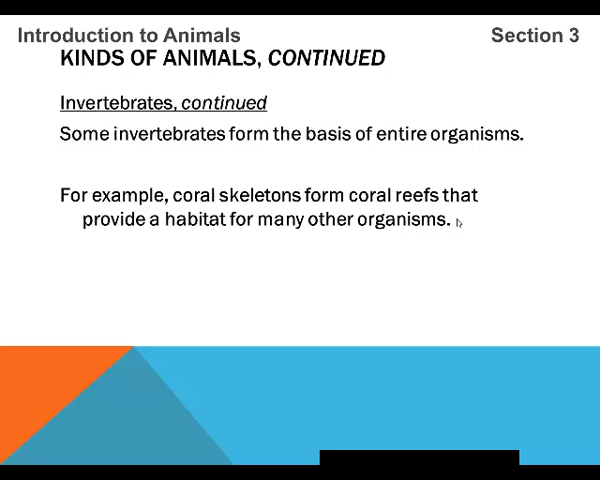 Introduction to Animals
Section 3
KINDS OF ANIMALS, CONTINUED
Invertebrates, continued
Some invertebrates form the basis of entire organisms.
For example, coral skeletons form coral reefs that
provide a habitat for many other organisms.